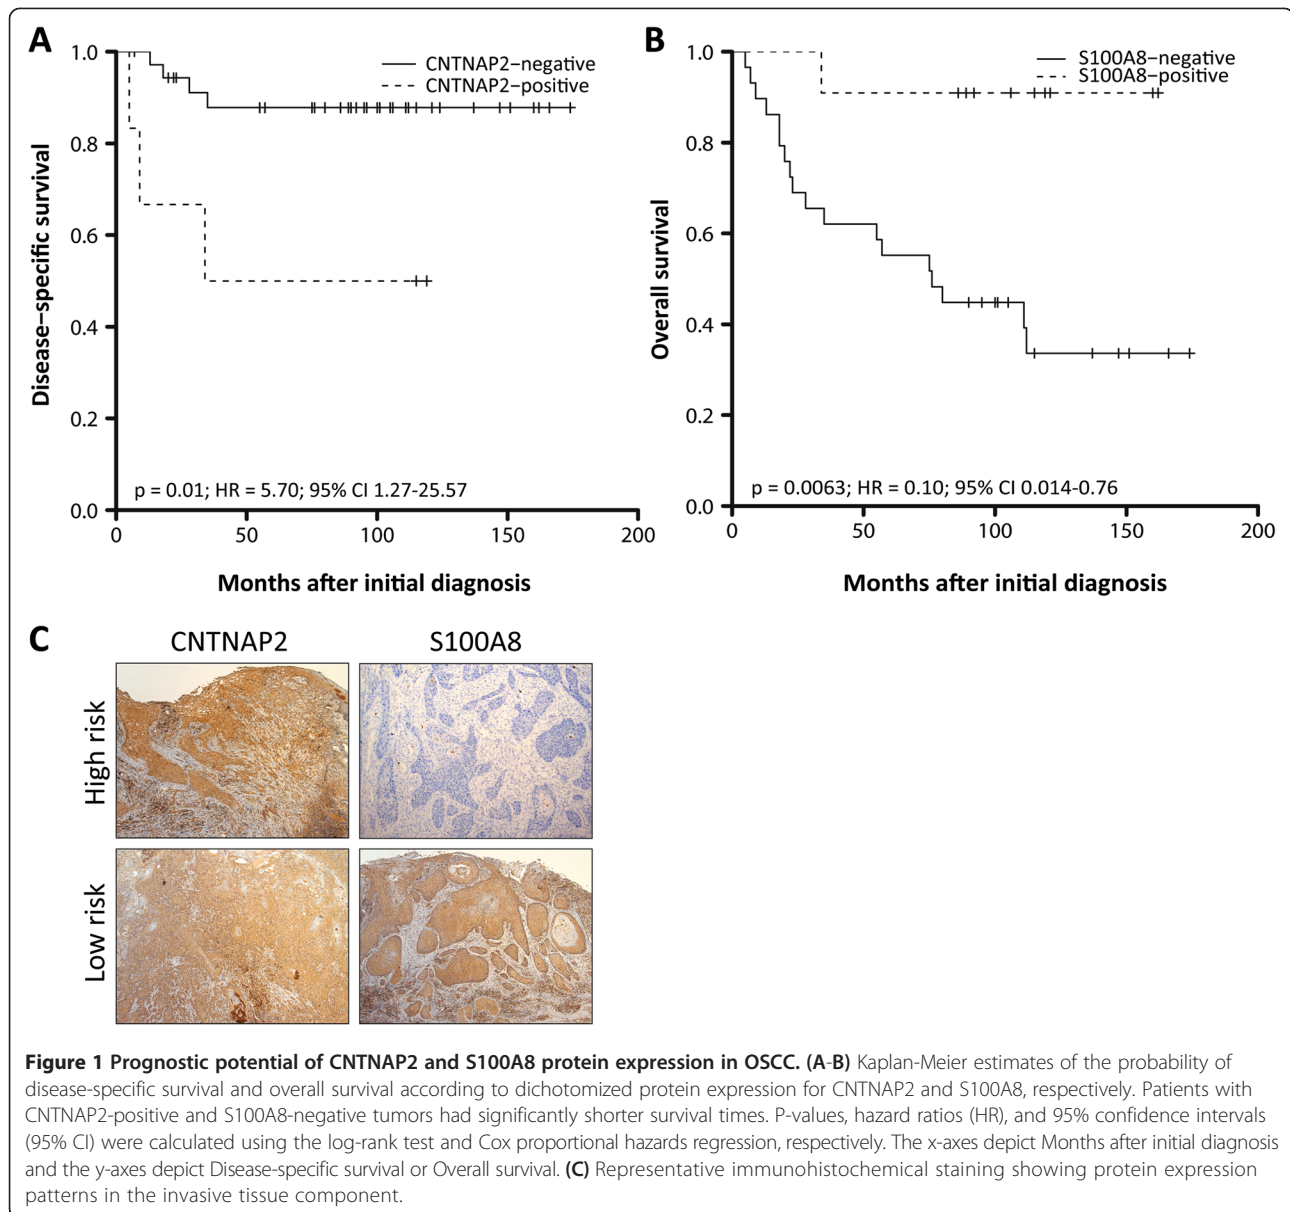 A
1.0
0.8
0.6
0.4
0.2
0.0
Disease−specific survival
CNTNAP2−negative
CNTNAP2−positive
p = 0.01; HR = 5.70; 95% CI 1.27-25.57
0 50 100 150 200
Months after initial diagnosis
B
1.0
0.8
0.6
0.4
0.2
0.0
Overall survival
S100A8−negative
S100A8−positive
p = 0.0063; HR = 0.10; 95% CI 0.014-0.76
0 50 100 150 200
Months after initial diagnosis
C
CNTNAP2 S100A8
High risk
Low risk
Figure 1 Prognostic potential of CNTNAP2 and S100A8 protein expression in OSCC. (A-B) Kaplan-Meier estimates of the probability of
disease-specific survival and overall survival according to dichotomized protein expression for CNTNAP2 and S100A8, respectively. Patients with
CNTNAP2-positive and S100A8-negative tumors had significantly shorter survival times. P-values, hazard ratios (HR), and 95% confidence intervals
(95% CI) were calculated using the log-rank test and Cox proportional hazards regression, respectively. The x-axes depict Months after initial diagnosis
and the y-axes depict Disease-specific survival or Overall survival. (C) Representative immunohistochemical staining showing protein expression
patterns in the invasive tissue component.